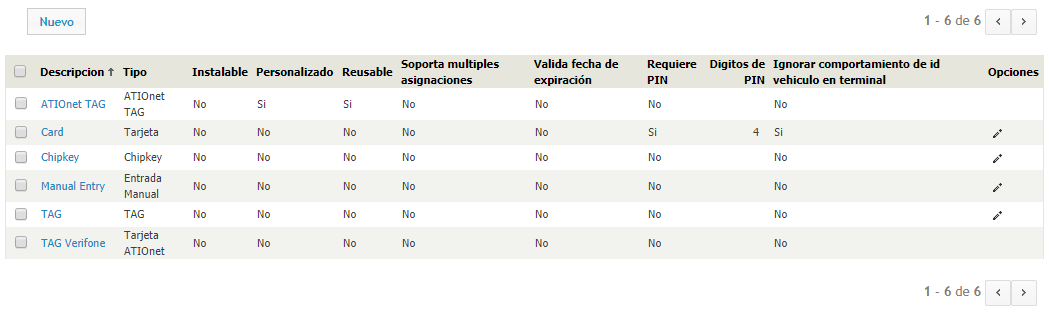 Nuevo
1 - 6 de 6
Descripcion Tipo Instalable Personalizado Reusable Soporta multiples asignaciones Valida fecha de expiración Requiere PIN Digitos de PIN Ignorar comportamiento de id vehiculo en terminal Opciones
ATIOnet TAG ATIOnet TAG No Si Si No No No No
Card Tarjeta No No No No No Si 4 Si
Chipkey Chipkey No No No No No No No
Manual Entry Entrada Manual No No No No No No No
TAG TAG No No No No No No No
TAG Verifone Tarjeta ATIOnet No No No No No No No
1 - 6 de 6